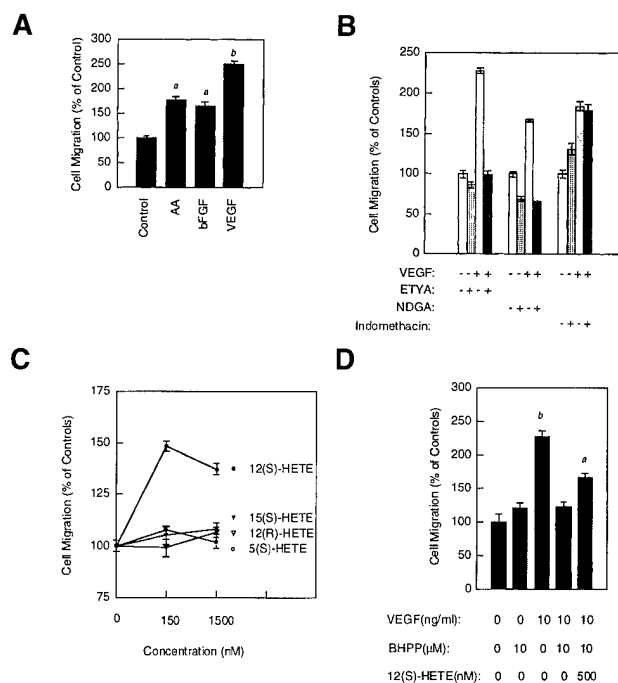 A
Cell Migration (% of Control)
300
250
200
150
100
50
0
a
a
b
Control
AA
bFGF
VEGF
B
Cell Migration (% of Controls)
250
200
150
100
50
0
VEGF: - - + + - - + + - - + +
ETYA: - + - +
NDGA: - + - +
Indomethacin: - + - +
C
Cell Migration (% of Controls)
175
150
125
100
75
12(S)-HETE
15(S)-HETE
12(R)-HETE
5(S)-HETE
0 150 1500
Concentration (nM)
D
Cell Migration (% of Controls)
300
250
200
150
100
50
0
b
a
VEGF(ng/ml): 0 0 10 10 10
BHPP(μM): 0 10 0 10 10
12(S)-HETE(nM): 0 0 0 0 500